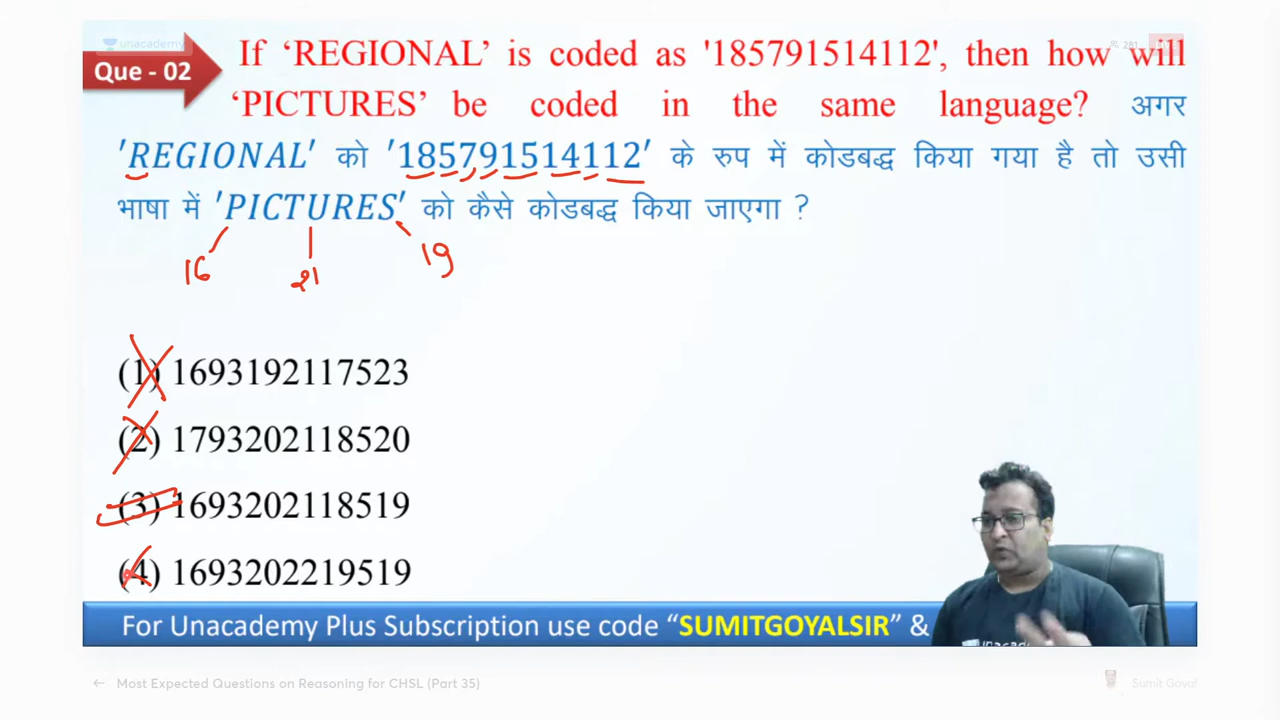 unacademy
281
Que - 02
If ‘REGIONAL’ is coded as '185791514112', then how will
‘PICTURES’ be coded in the same language? अगर
'REGIONAL' को '185791514112' के रुप में कोडबद्ध किया गया है तो उसी
भाषा में 'PICTURES' को कैसे कोडबद्ध किया जाएगा ?
16 21 19
(1) 1693192117523
(2) 1793202118520
(3) 1693202118519
(4) 1693202219519
For Unacademy Plus Subscription use code “SUMITGOYALSIR” &
← Most Expected Questions on Reasoning for CHSL (Part 35)
Sumit Goyal